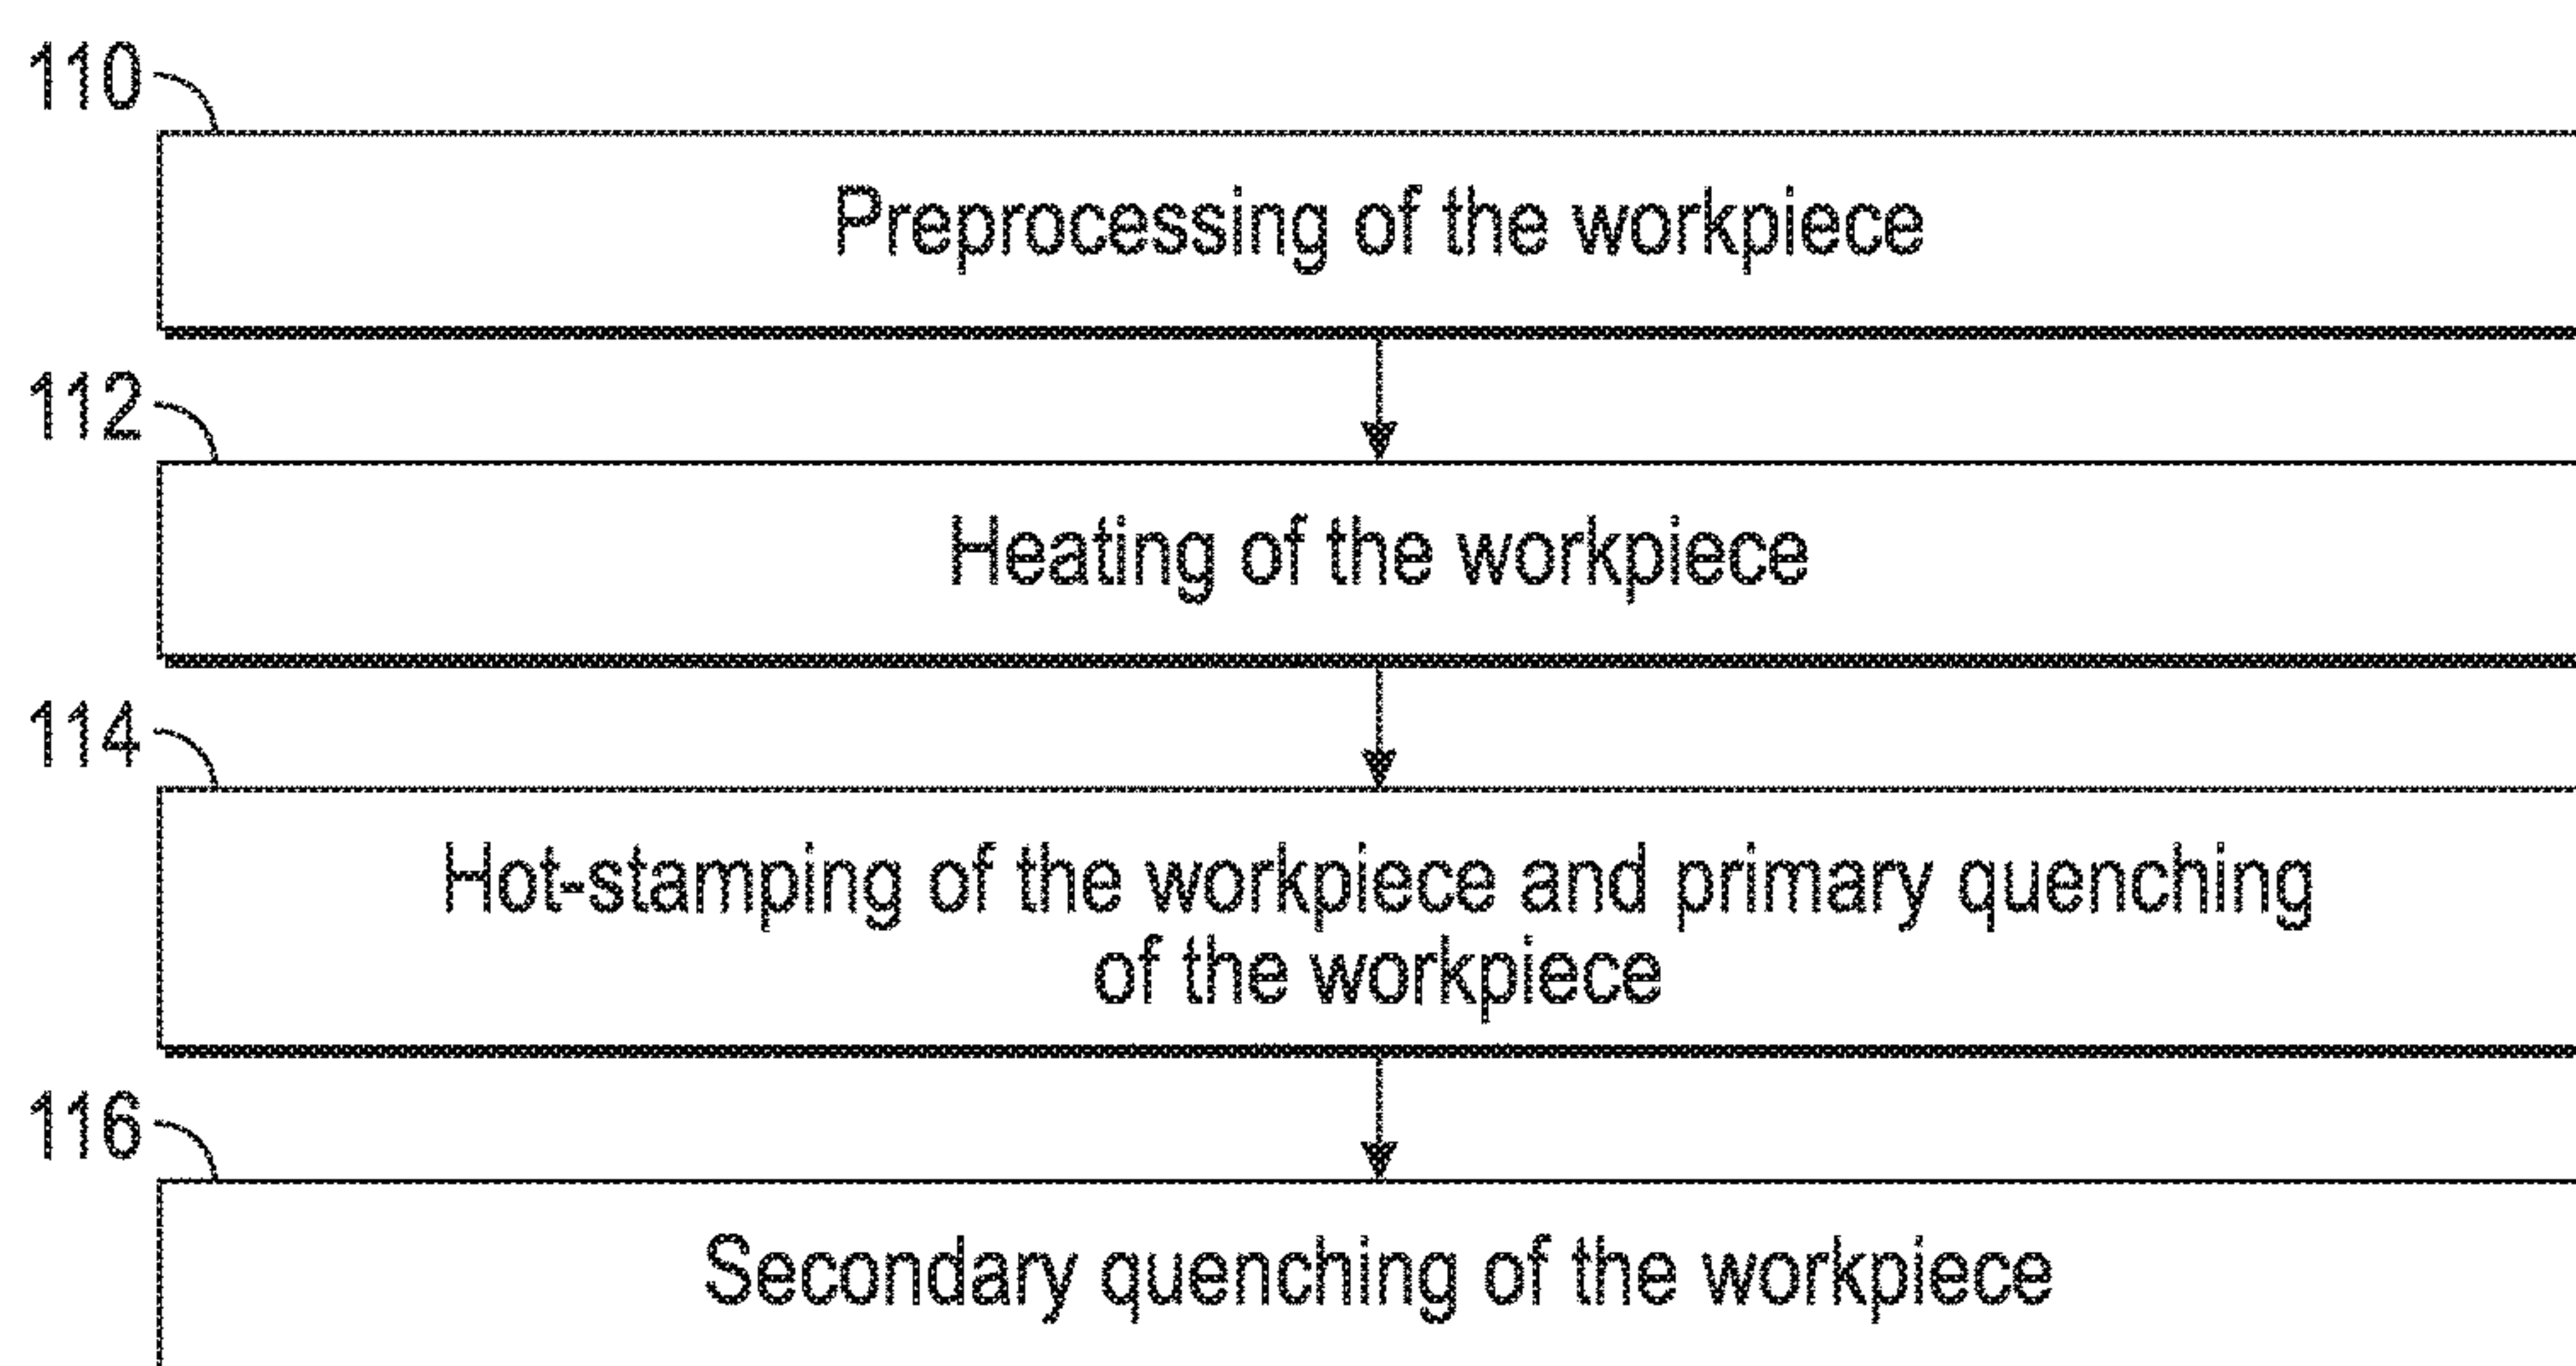 110
Preprocessing of the workpiece
112
Heating of the workpiece
114
Hot-stamping of the workpiece and primary quenching
of the workpiece
116
Secondary quenching of the workpiece